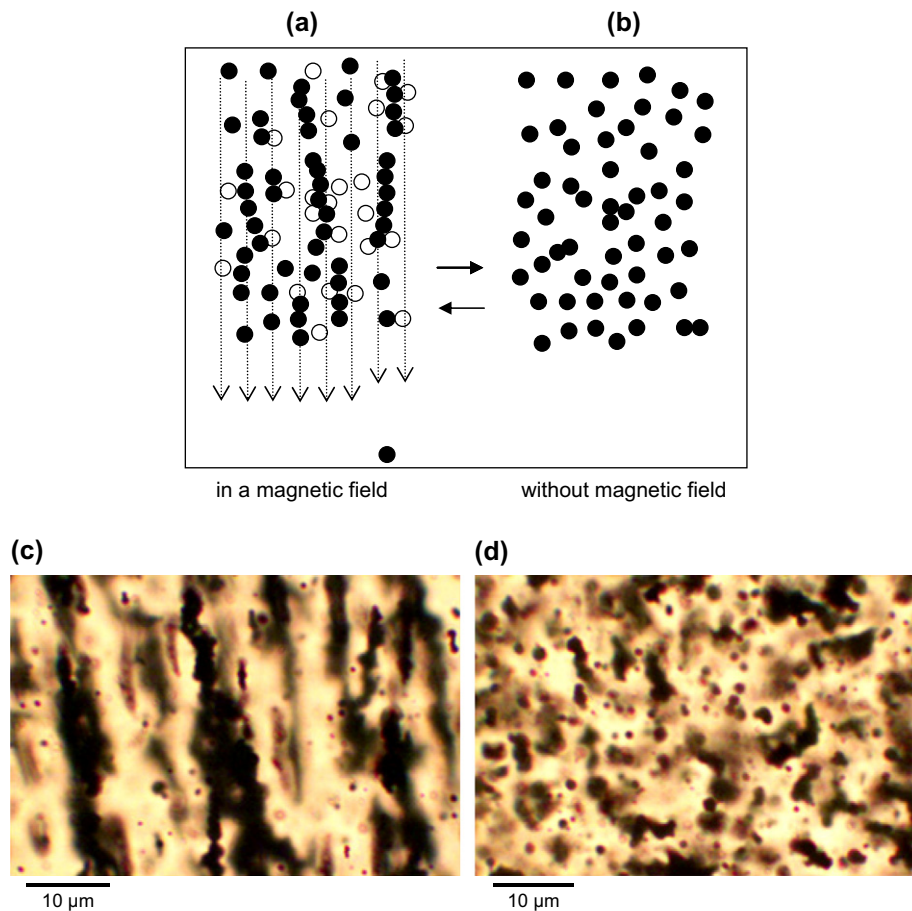 (a)
(b)
in a magnetic field
without magnetic field
(c)
(d)
10 µm
10 µm